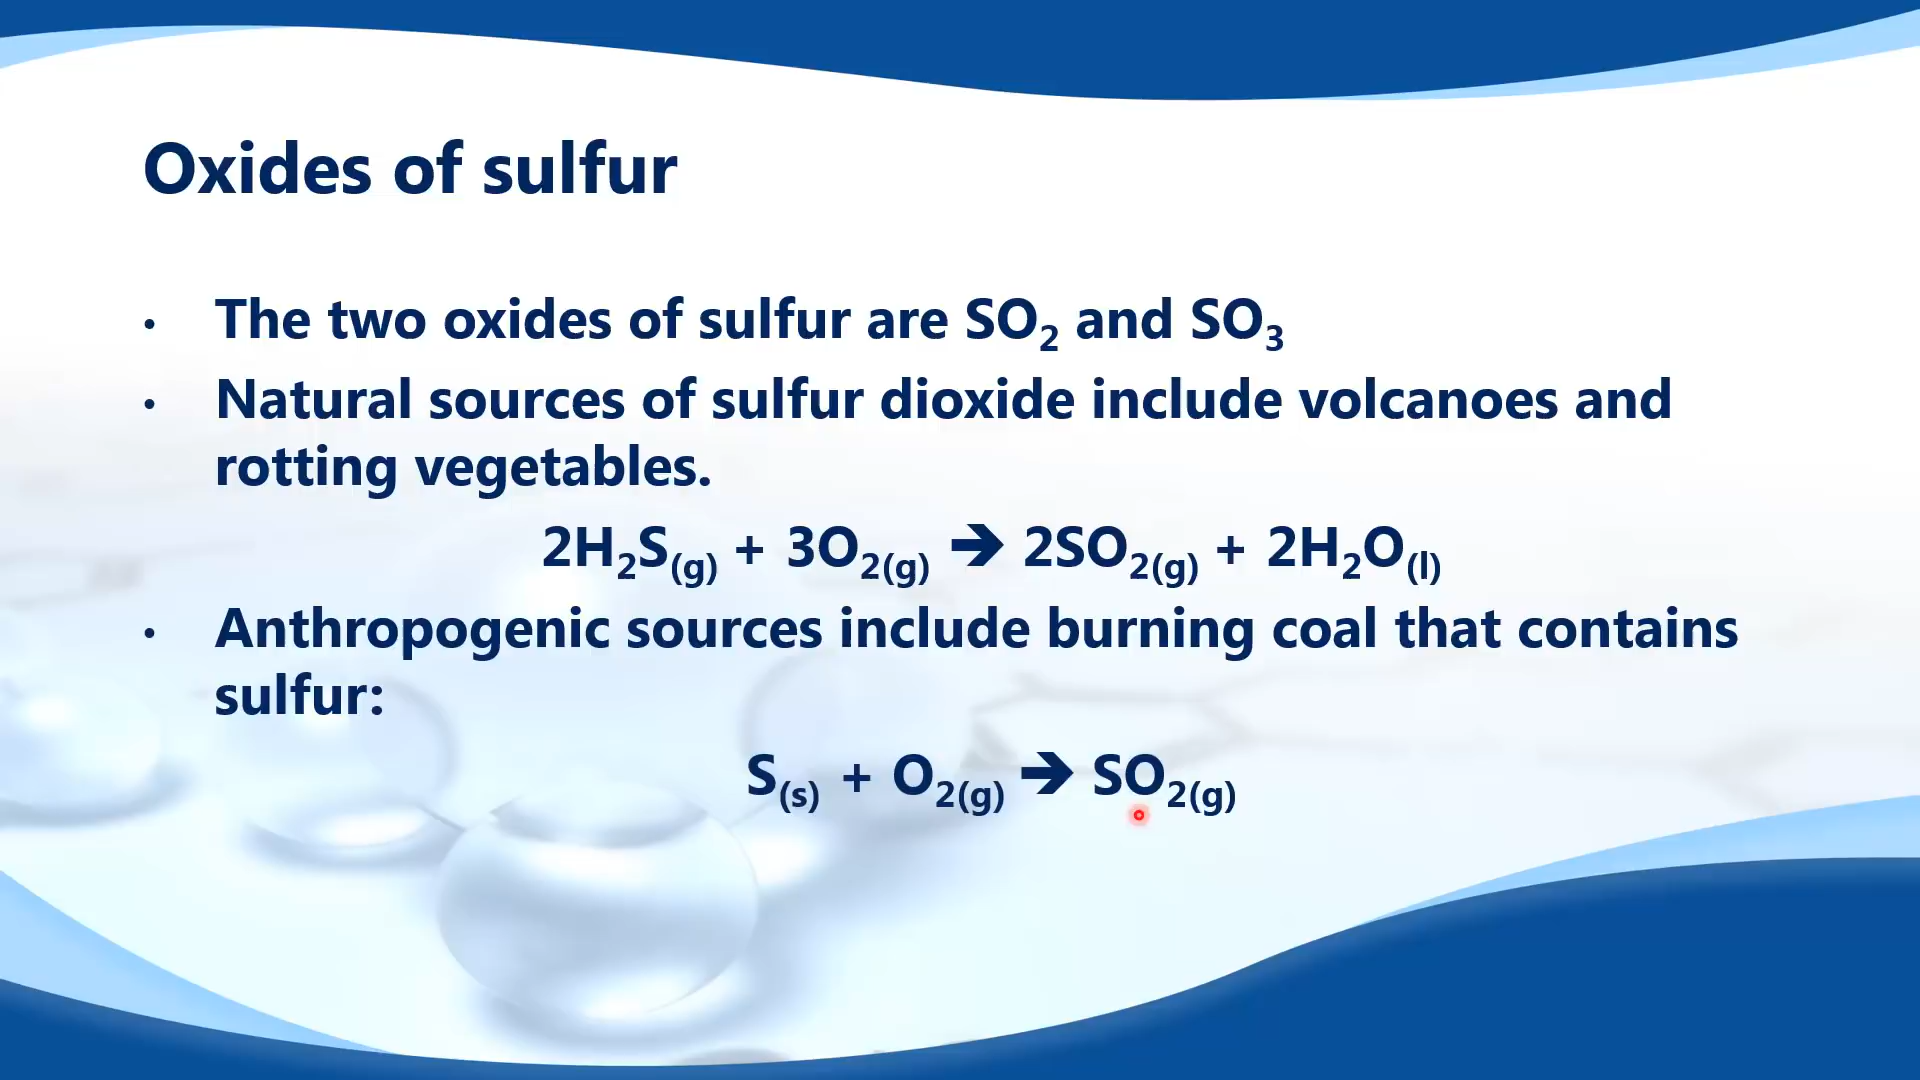 Oxides of sulfur
• The two oxides of sulfur are SO₂ and SO₃
• Natural sources of sulfur dioxide include volcanoes and
rotting vegetables.
2H₂S₍g₎ + 3O₂₍g₎ ➔ 2SO₂₍g₎ + 2H₂O₍l₎
• Anthropogenic sources include burning coal that contains
sulfur:
S₍s₎ + O₂₍g₎ ➔ SO₂₍g₎